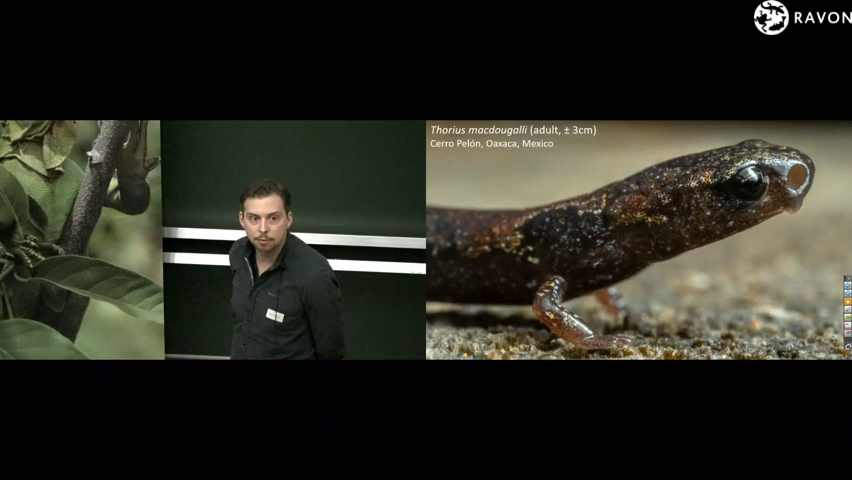 RAVON
Thorius macdougalli (adult, ± 3cm)
Cerro Pelón, Oaxaca, Mexico